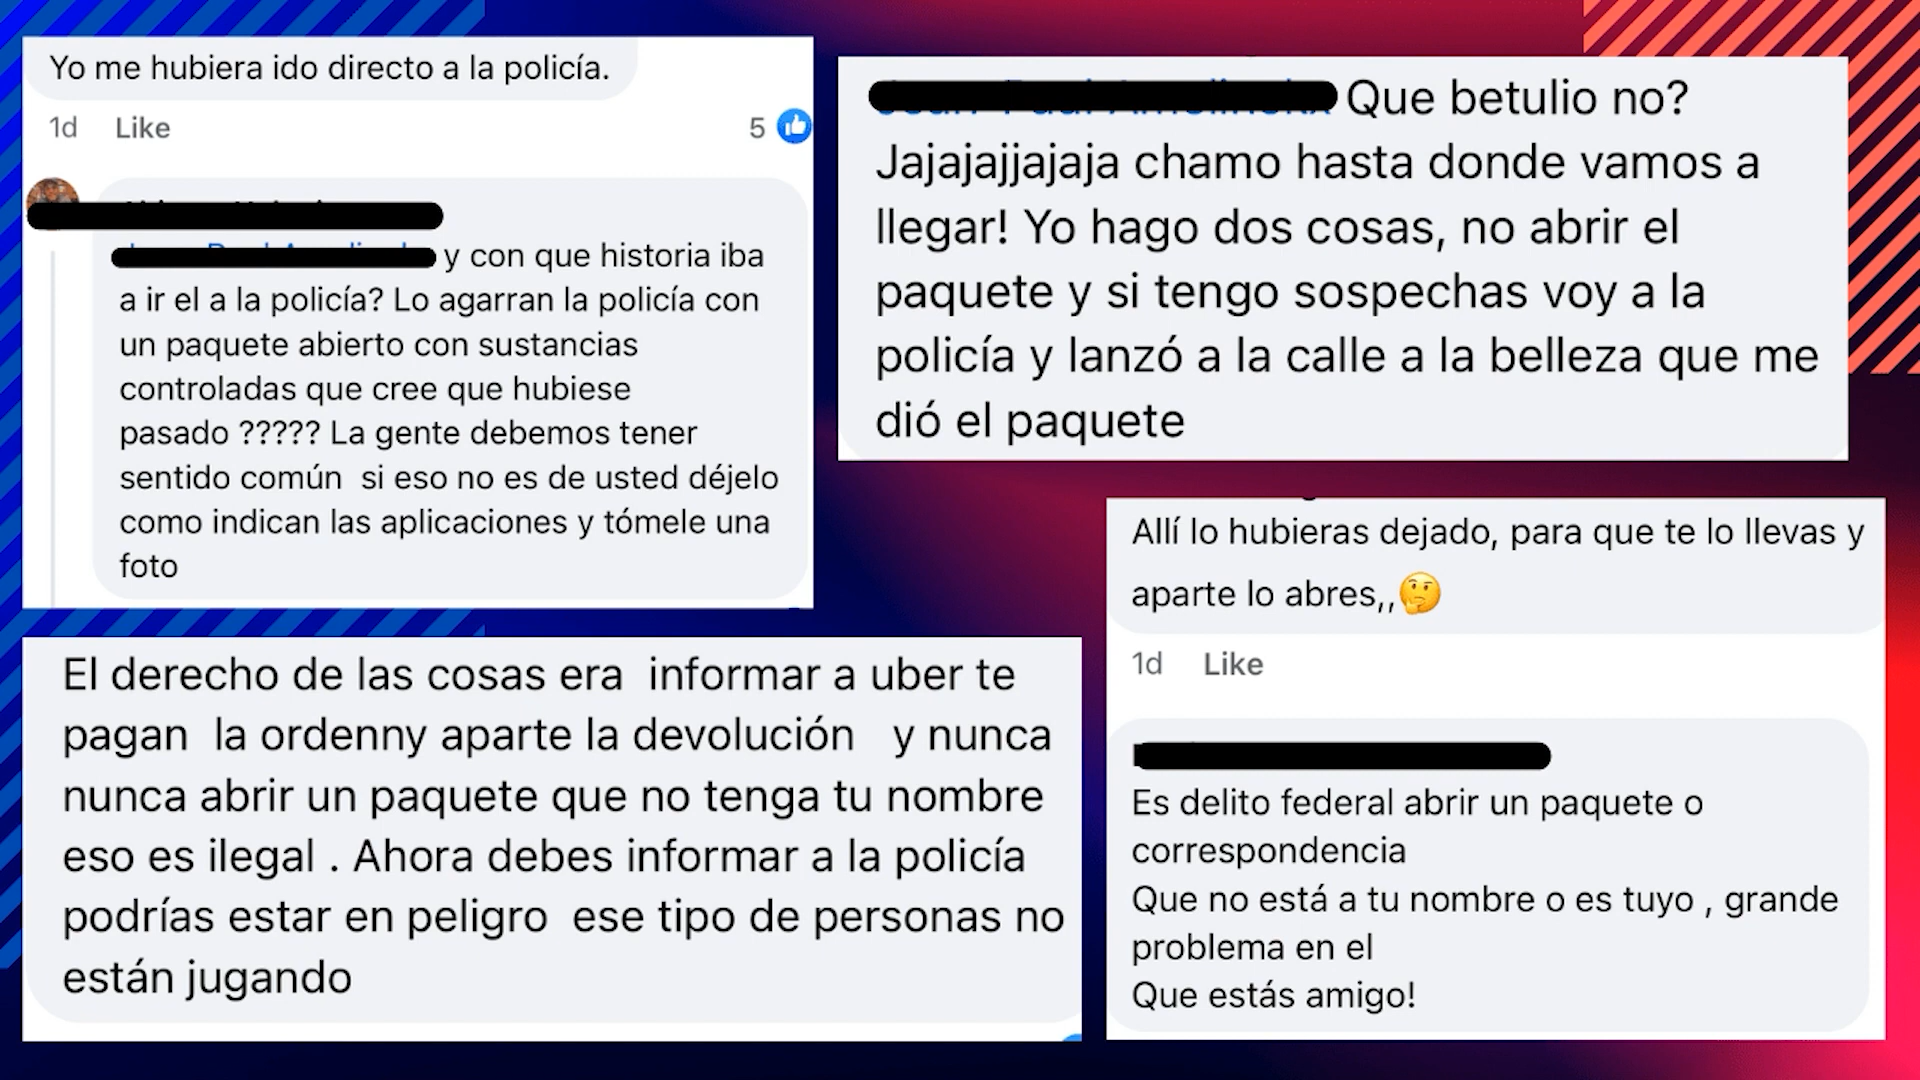 Yo me hubiera ido directo a la policía.
1d Like 5
y con que historia iba
a ir el a la policía? Lo agarran la policía con
un paquete abierto con sustancias
controladas que cree que hubiese
pasado ????? La gente debemos tener
sentido común  si eso no es de usted déjelo
como indican las aplicaciones y tómele una
foto
Que betulio no?
Jajajajjajaja chamo hasta donde vamos a
llegar! Yo hago dos cosas, no abrir el
paquete y si tengo sospechas voy a la
policía y lanzó a la calle a la belleza que me
dió el paquete
El derecho de las cosas era  informar a uber te
pagan  la ordenny aparte la devolución   y nunca
nunca abrir un paquete que no tenga tu nombre
eso es ilegal . Ahora debes informar a la policía
podrías estar en peligro  ese tipo de personas no
están jugando
Allí lo hubieras dejado, para que te lo llevas y
aparte lo abres,,🤔
1d Like
Es delito federal abrir un paquete o
correspondencia
Que no está a tu nombre o es tuyo , grande
problema en el
Que estás amigo!